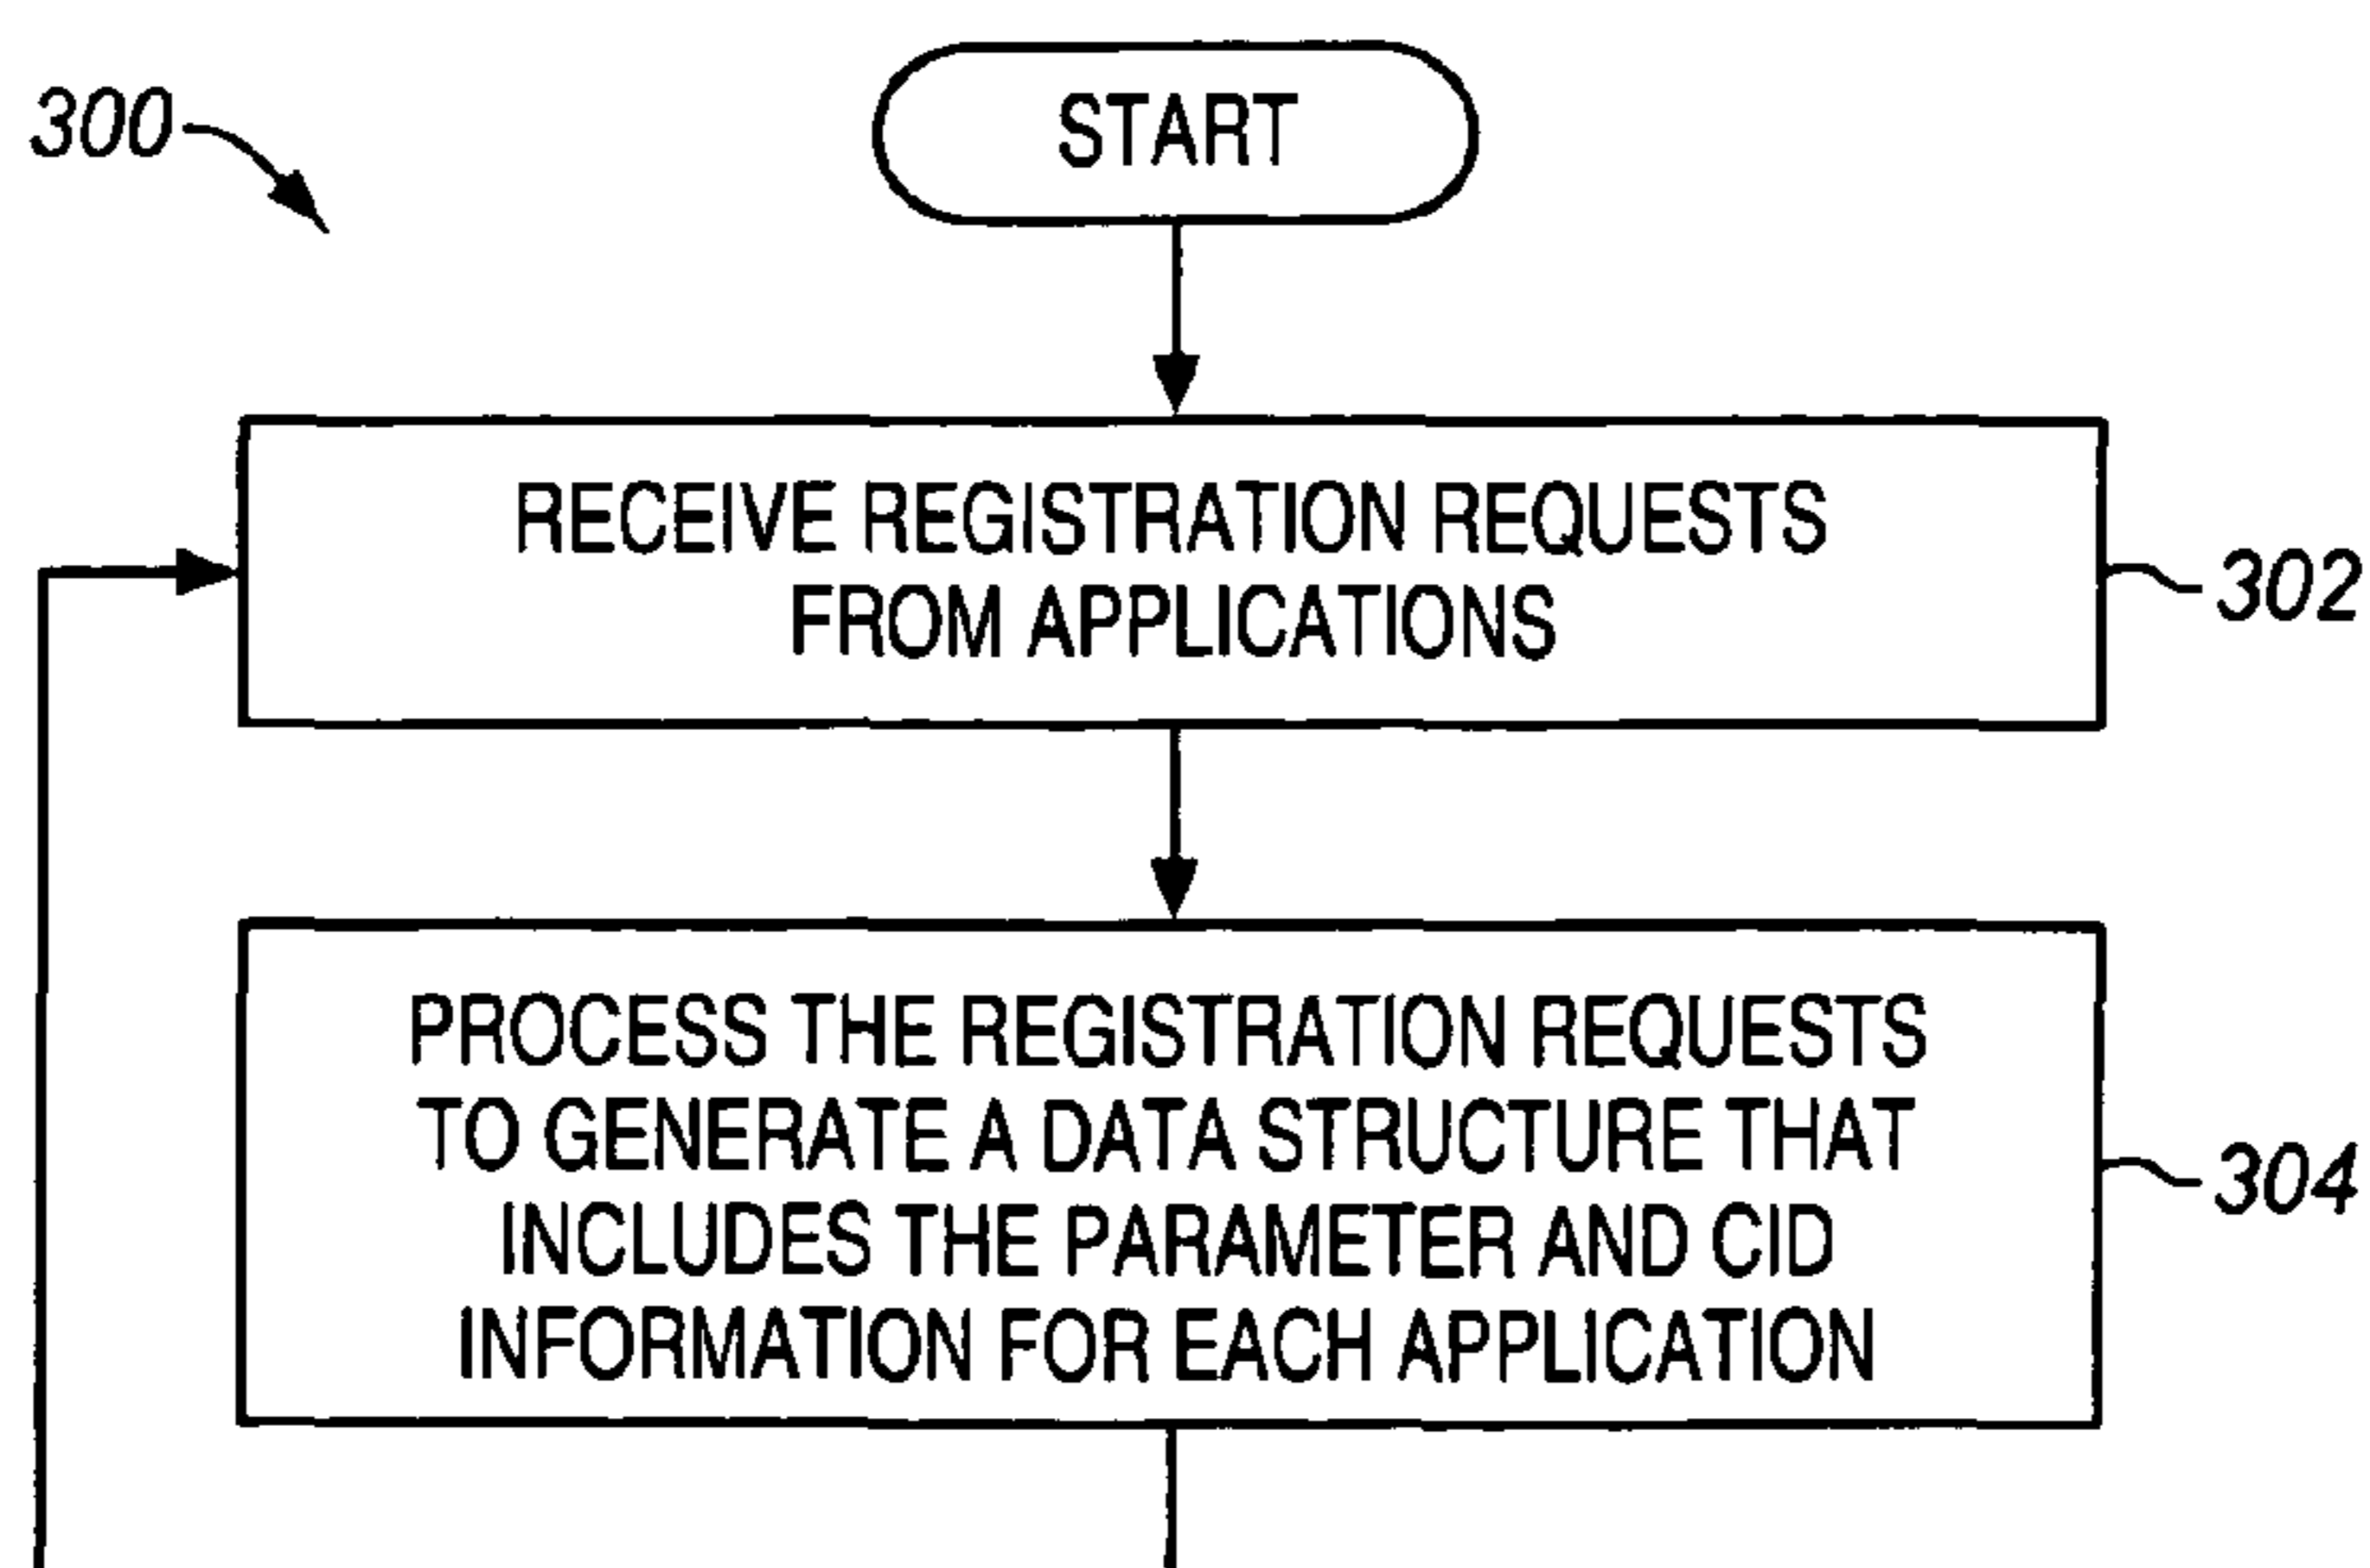 300
START
RECEIVE REGISTRATION REQUESTS
FROM APPLICATIONS
302
PROCESS THE REGISTRATION REQUESTS
TO GENERATE A DATA STRUCTURE THAT
INCLUDES THE PARAMETER AND CID
INFORMATION FOR EACH APPLICATION
304